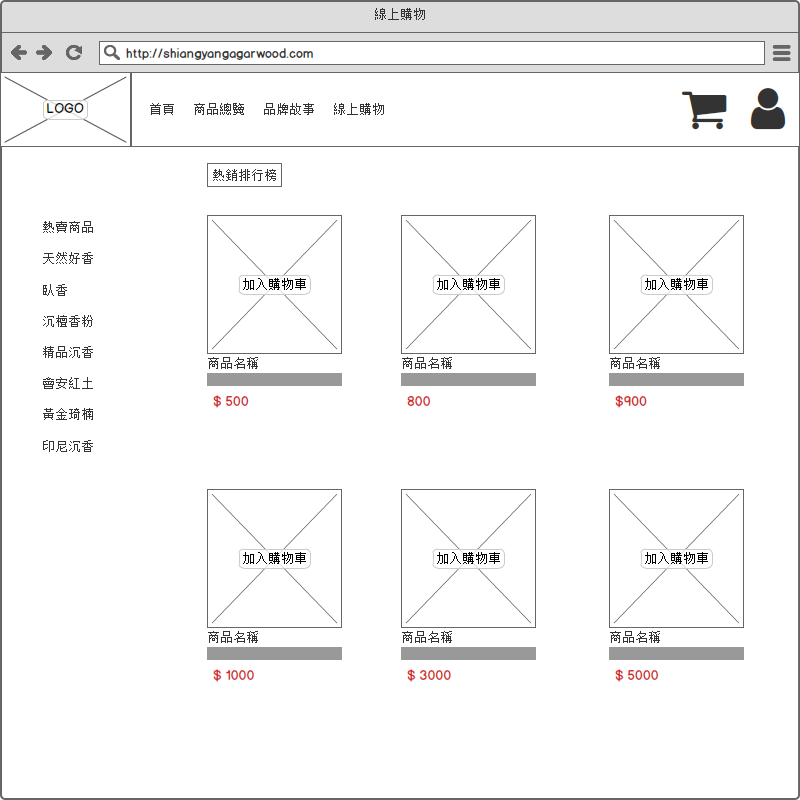 線上購物
http://shiangyangagarwood.com
LOGO
首頁 商品總覽 品牌故事 線上購物
熱銷排行榜
熱賣商品
天然好香
臥香
沉檀香粉
精品沉香
會安紅土
黃金琦楠
印尼沉香
加入購物車 加入購物車 加入購物車
商品名稱 商品名稱 商品名稱
$ 500 800 $900
加入購物車 加入購物車 加入購物車
商品名稱 商品名稱 商品名稱
$ 1000 $ 3000 $ 5000